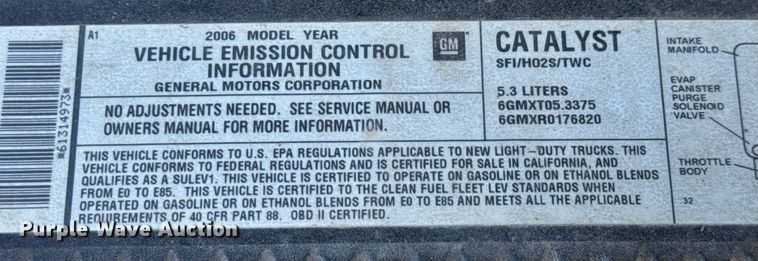 A1
2006 MODEL YEAR
VEHICLE EMISSION CONTROL
INFORMATION
GENERAL MOTORS CORPORATION
GM
CATALYST
SFI/HO2S/TWC
5.3 LITERS
6GMXT05.3375
6GMXR0176820
NO ADJUSTMENTS NEEDED. SEE SERVICE MANUAL OR
OWNERS MANUAL FOR MORE INFORMATION.
THIS VEHICLE CONFORMS TO U.S. EPA REGULATIONS APPLICABLE TO NEW LIGHT-DUTY TRUCKS. THIS
VEHICLE CONFORMS TO FEDERAL REGULATIONS AND IS CERTIFIED FOR SALE IN CALIFORNIA, AND
QUALIFIES AS A SULEV1. THIS VEHICLE IS CERTIFIED TO OPERATE ON GASOLINE OR ON ETHANOL BLENDS
FROM E0 TO E85. THIS VEHICLE IS CERTIFIED TO THE CLEAN FUEL FLEET LEV STANDARDS WHEN
OPERATED ON GASOLINE OR ON ETHANOL BLENDS FROM E0 TO E85 AND MEETS ALL THE APPLICABLE
REQUIREMENTS OF 40 CFR PART 88. OBD II CERTIFIED.
INTAKE
MANIFOLD
EVAP
CANISTER
PURGE
SOLENOID
VALVE
THROTTLE
BODY
32
*61314973*
Purple Wave Auction
Purple Wave Auction